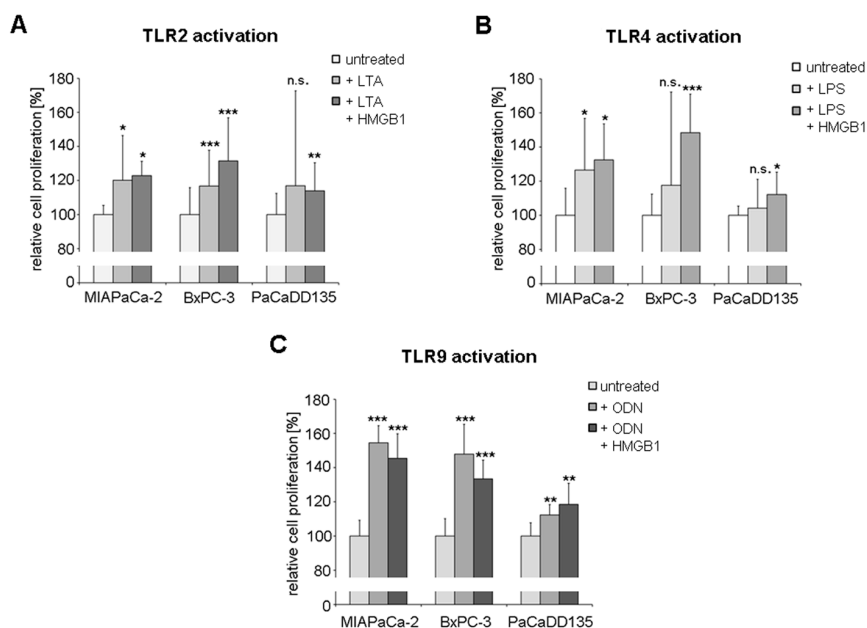 A
TLR2 activation
untreated
+ LTA
+ LTA
+ HMGB1
relative cell proliferation [%]
180
160
140
120
100
80
0
*
*
***
***
n.s.
**
MIAPaCa-2
BxPC-3
PaCaDD135
B
TLR4 activation
untreated
+ LPS
+ LPS
+ HMGB1
relative cell proliferation [%]
180
160
140
120
100
80
0
*
*
n.s.
***
n.s.
*
MIAPaCa-2
BxPC-3
PaCaDD135
C
TLR9 activation
untreated
+ ODN
+ ODN
+ HMGB1
relative cell proliferation [%]
180
160
140
120
100
80
0
***
***
***
***
**
**
MIAPaCa-2
BxPC-3
PaCaDD135